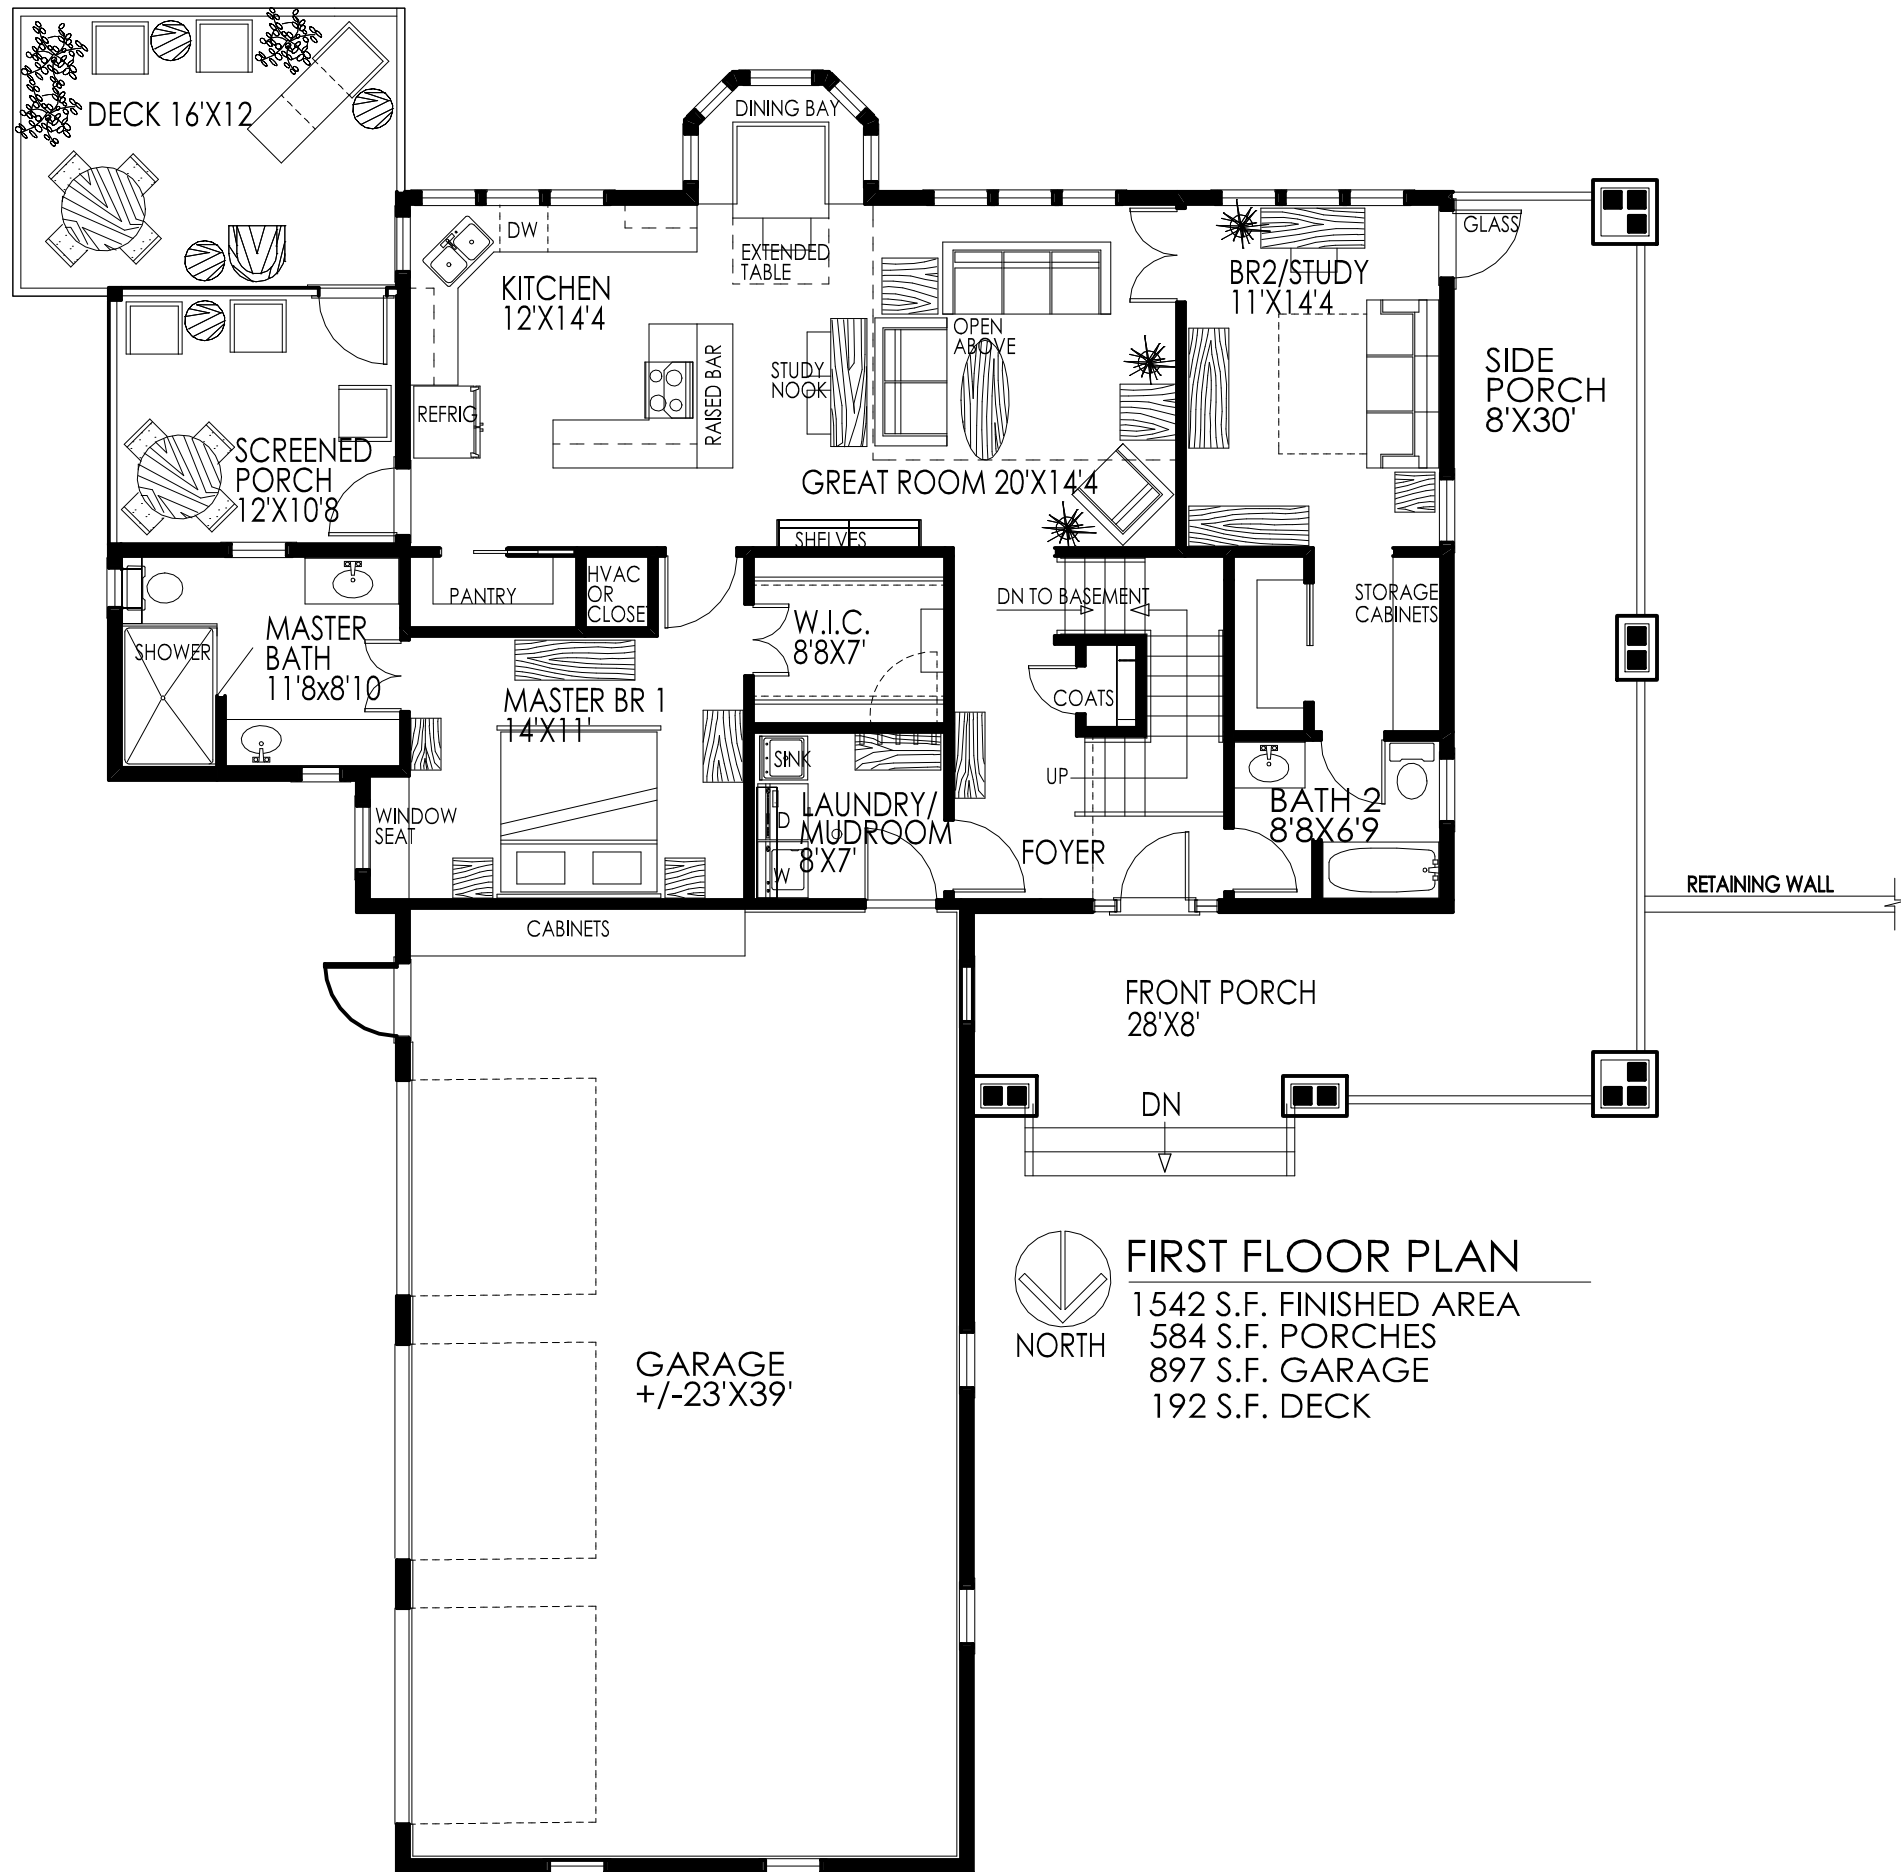 DECK 16'X12
DINING BAY
DW
EXTENDED
TABLE
GLASS
KITCHEN
12'X14'4
BR2/STUDY
11'X14'4
OPEN
ABOVE
SIDE
PORCH
8'X30'
STUDY
NOOK
RAISED BAR
REFRIG
SCREENED
PORCH
12'X10'8
GREAT ROOM 20'X14'4
SHELVES
PANTRY
HVAC
OR
CLOSET
DN TO BASEMENT
STORAGE
CABINETS
W.I.C.
8'8X7'
MASTER
BATH
11'8x8'10
SHOWER
MASTER BR 1
14'X11'
COATS
SINK
UP
WINDOW
SEAT
D
LAUNDRY/
MUDROOM
8'X7'
W
FOYER
BATH 2
8'8X6'9
RETAINING WALL
CABINETS
FRONT PORCH
28'X8'
DN
NORTH
FIRST FLOOR PLAN
1542 S.F. FINISHED AREA
584 S.F. PORCHES
897 S.F. GARAGE
192 S.F. DECK
GARAGE
+/-23'X39'